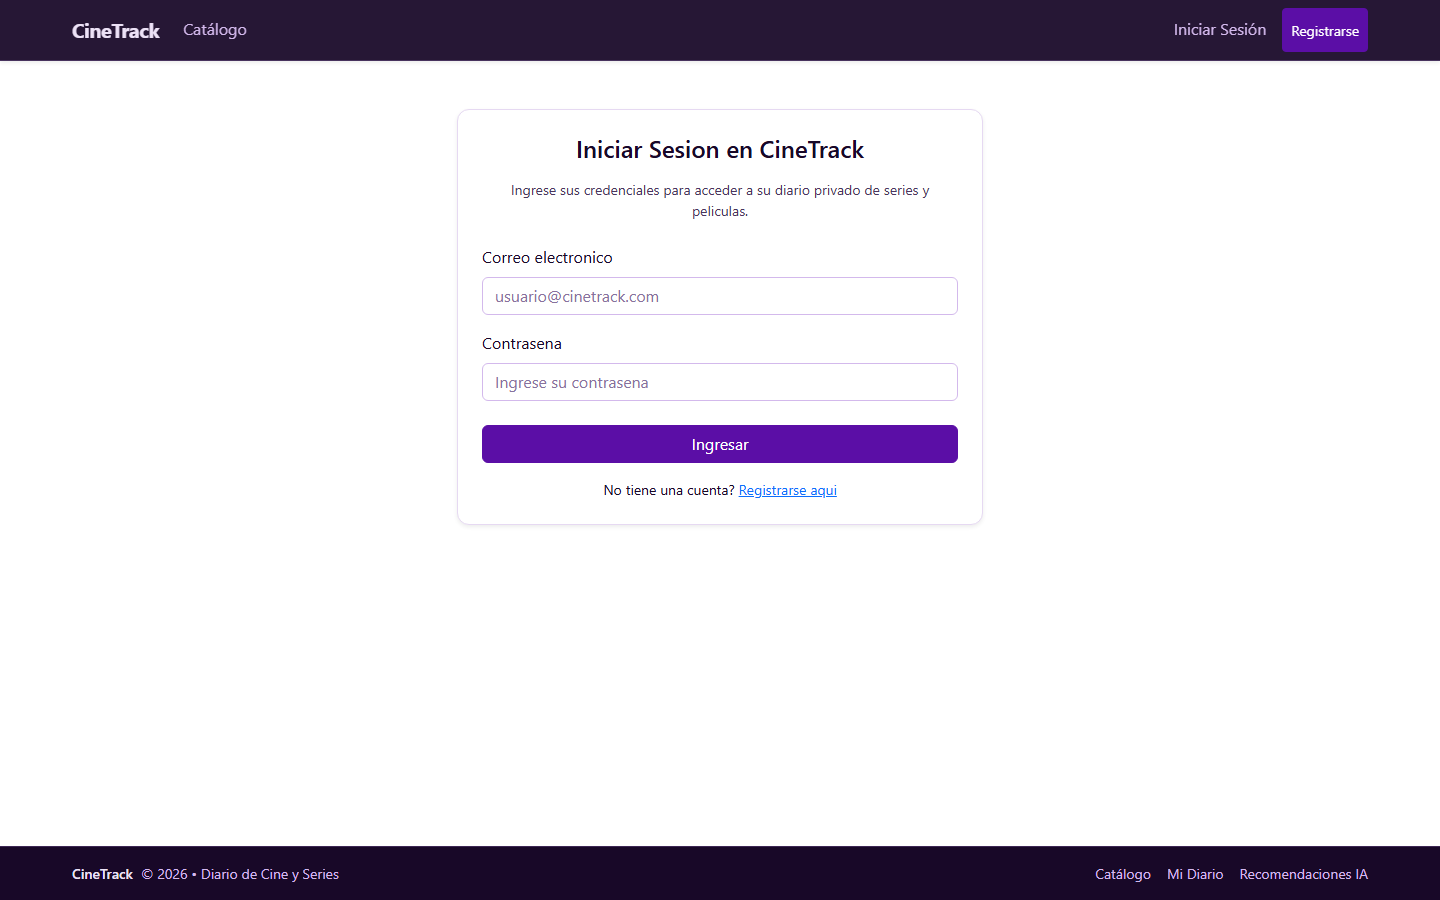 CineTrack Catálogo Iniciar Sesión Registrarse
Iniciar Sesion en CineTrack
Ingrese sus credenciales para acceder a su diario privado de series y
peliculas.
Correo electronico
usuario@cinetrack.com
Contrasena
Ingrese su contrasena
Ingresar
No tiene una cuenta? Registrarse aqui
CineTrack © 2026 • Diario de Cine y Series Catálogo Mi Diario Recomendaciones IA